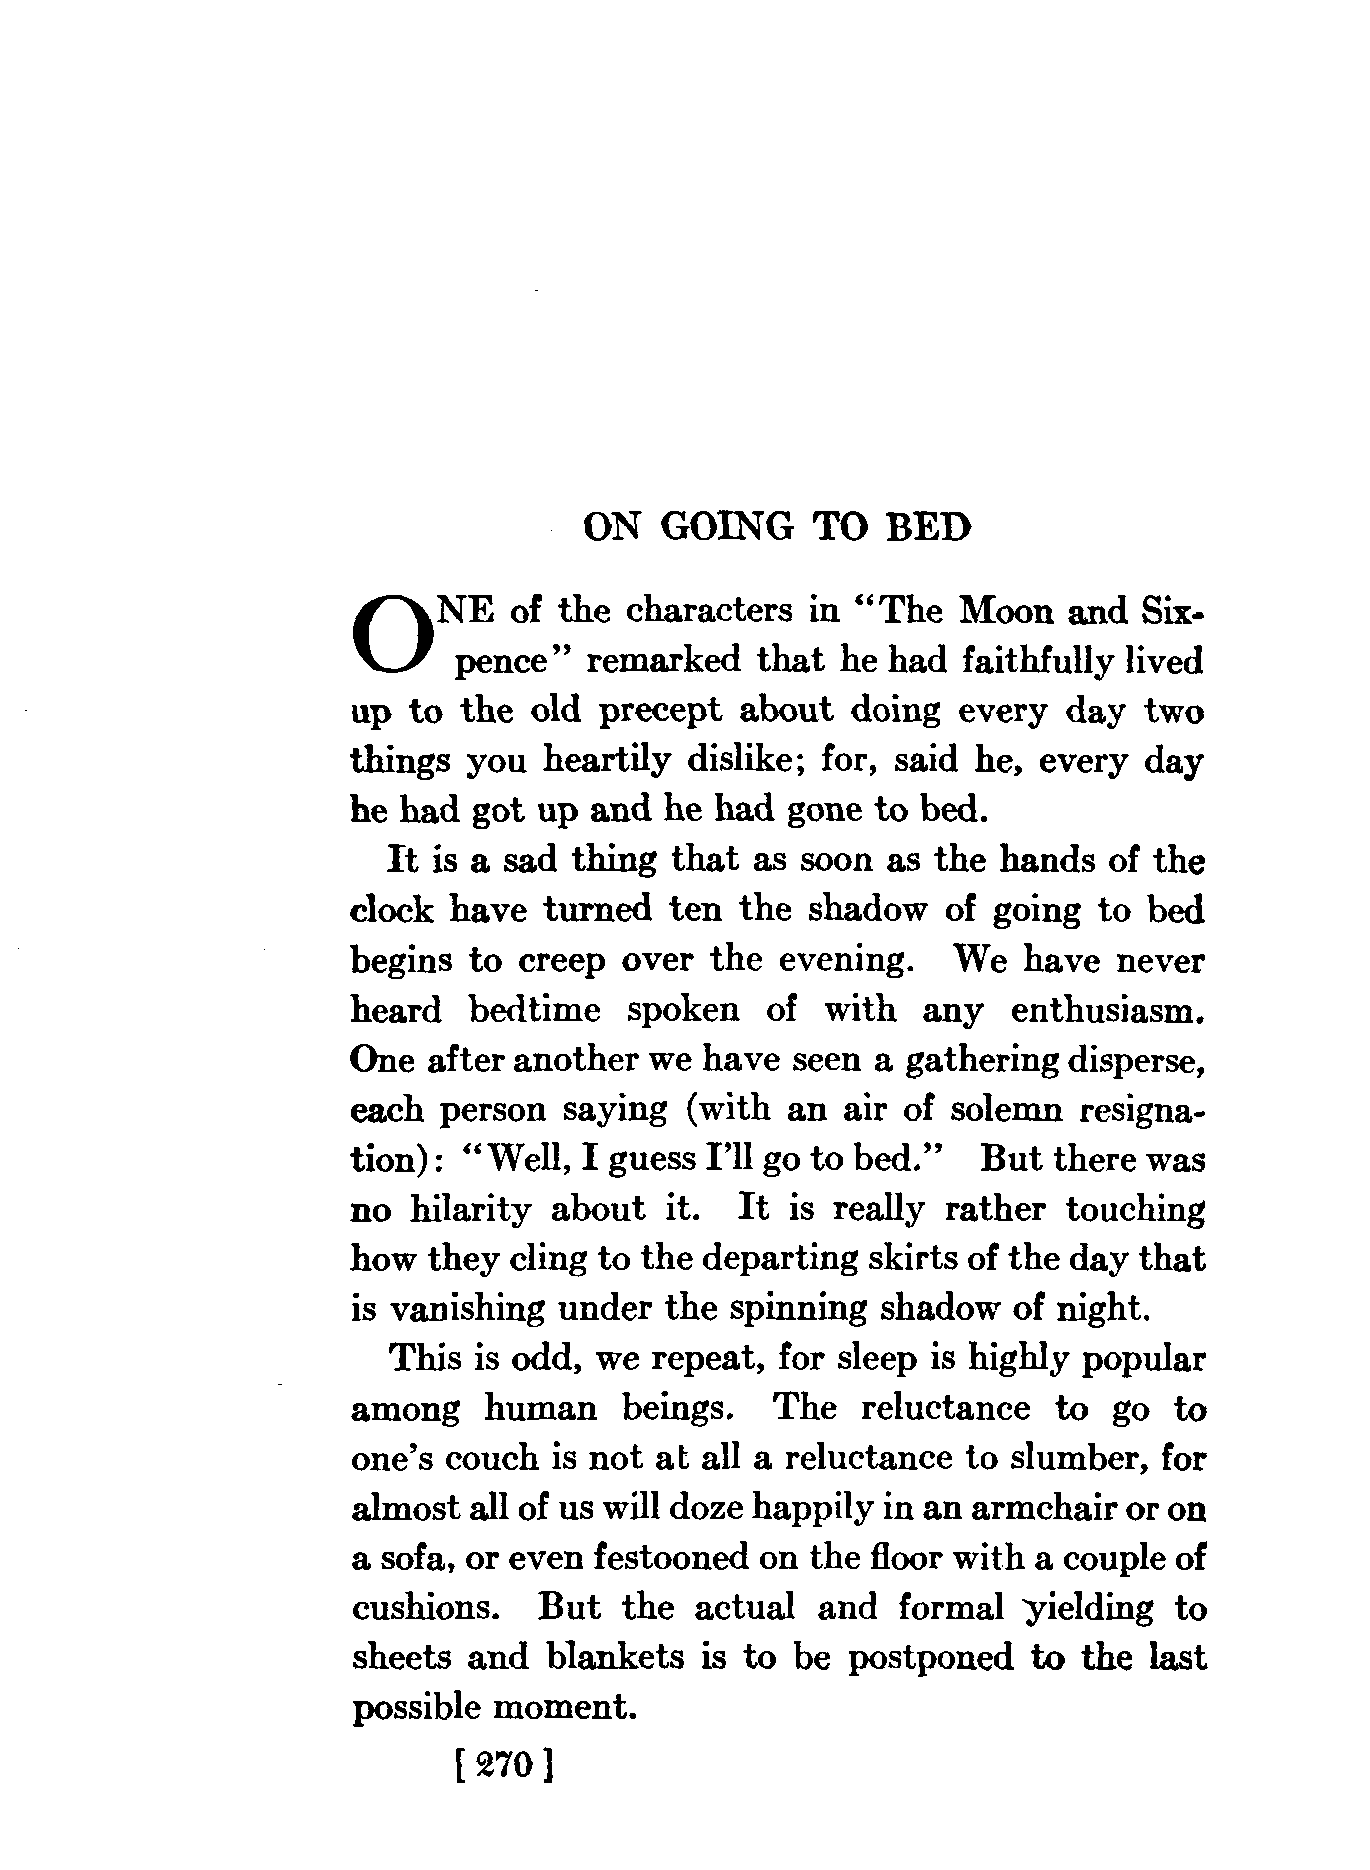 ON GOING TO BED
ONE of the characters in “The Moon and Six-
pence” remarked that he had faithfully lived
up to the old precept about doing every day two
things you heartily dislike; for, said he, every day
he had got up and he had gone to bed.
It is a sad thing that as soon as the hands of the
clock have turned ten the shadow of going to bed
begins to creep over the evening. We have never
heard bedtime spoken of with any enthusiasm.
One after another we have seen a gathering disperse,
each person saying (with an air of solemn resigna-
tion): “Well, I guess I’ll go to bed.” But there was
no hilarity about it. It is really rather touching
how they cling to the departing skirts of the day that
is vanishing under the spinning shadow of night.
This is odd, we repeat, for sleep is highly popular
among human beings. The reluctance to go to
one’s couch is not at all a reluctance to slumber, for
almost all of us will doze happily in an armchair or on
a sofa, or even festooned on the floor with a couple of
cushions. But the actual and formal yielding to
sheets and blankets is to be postponed to the last
possible moment.
[ 270 ]